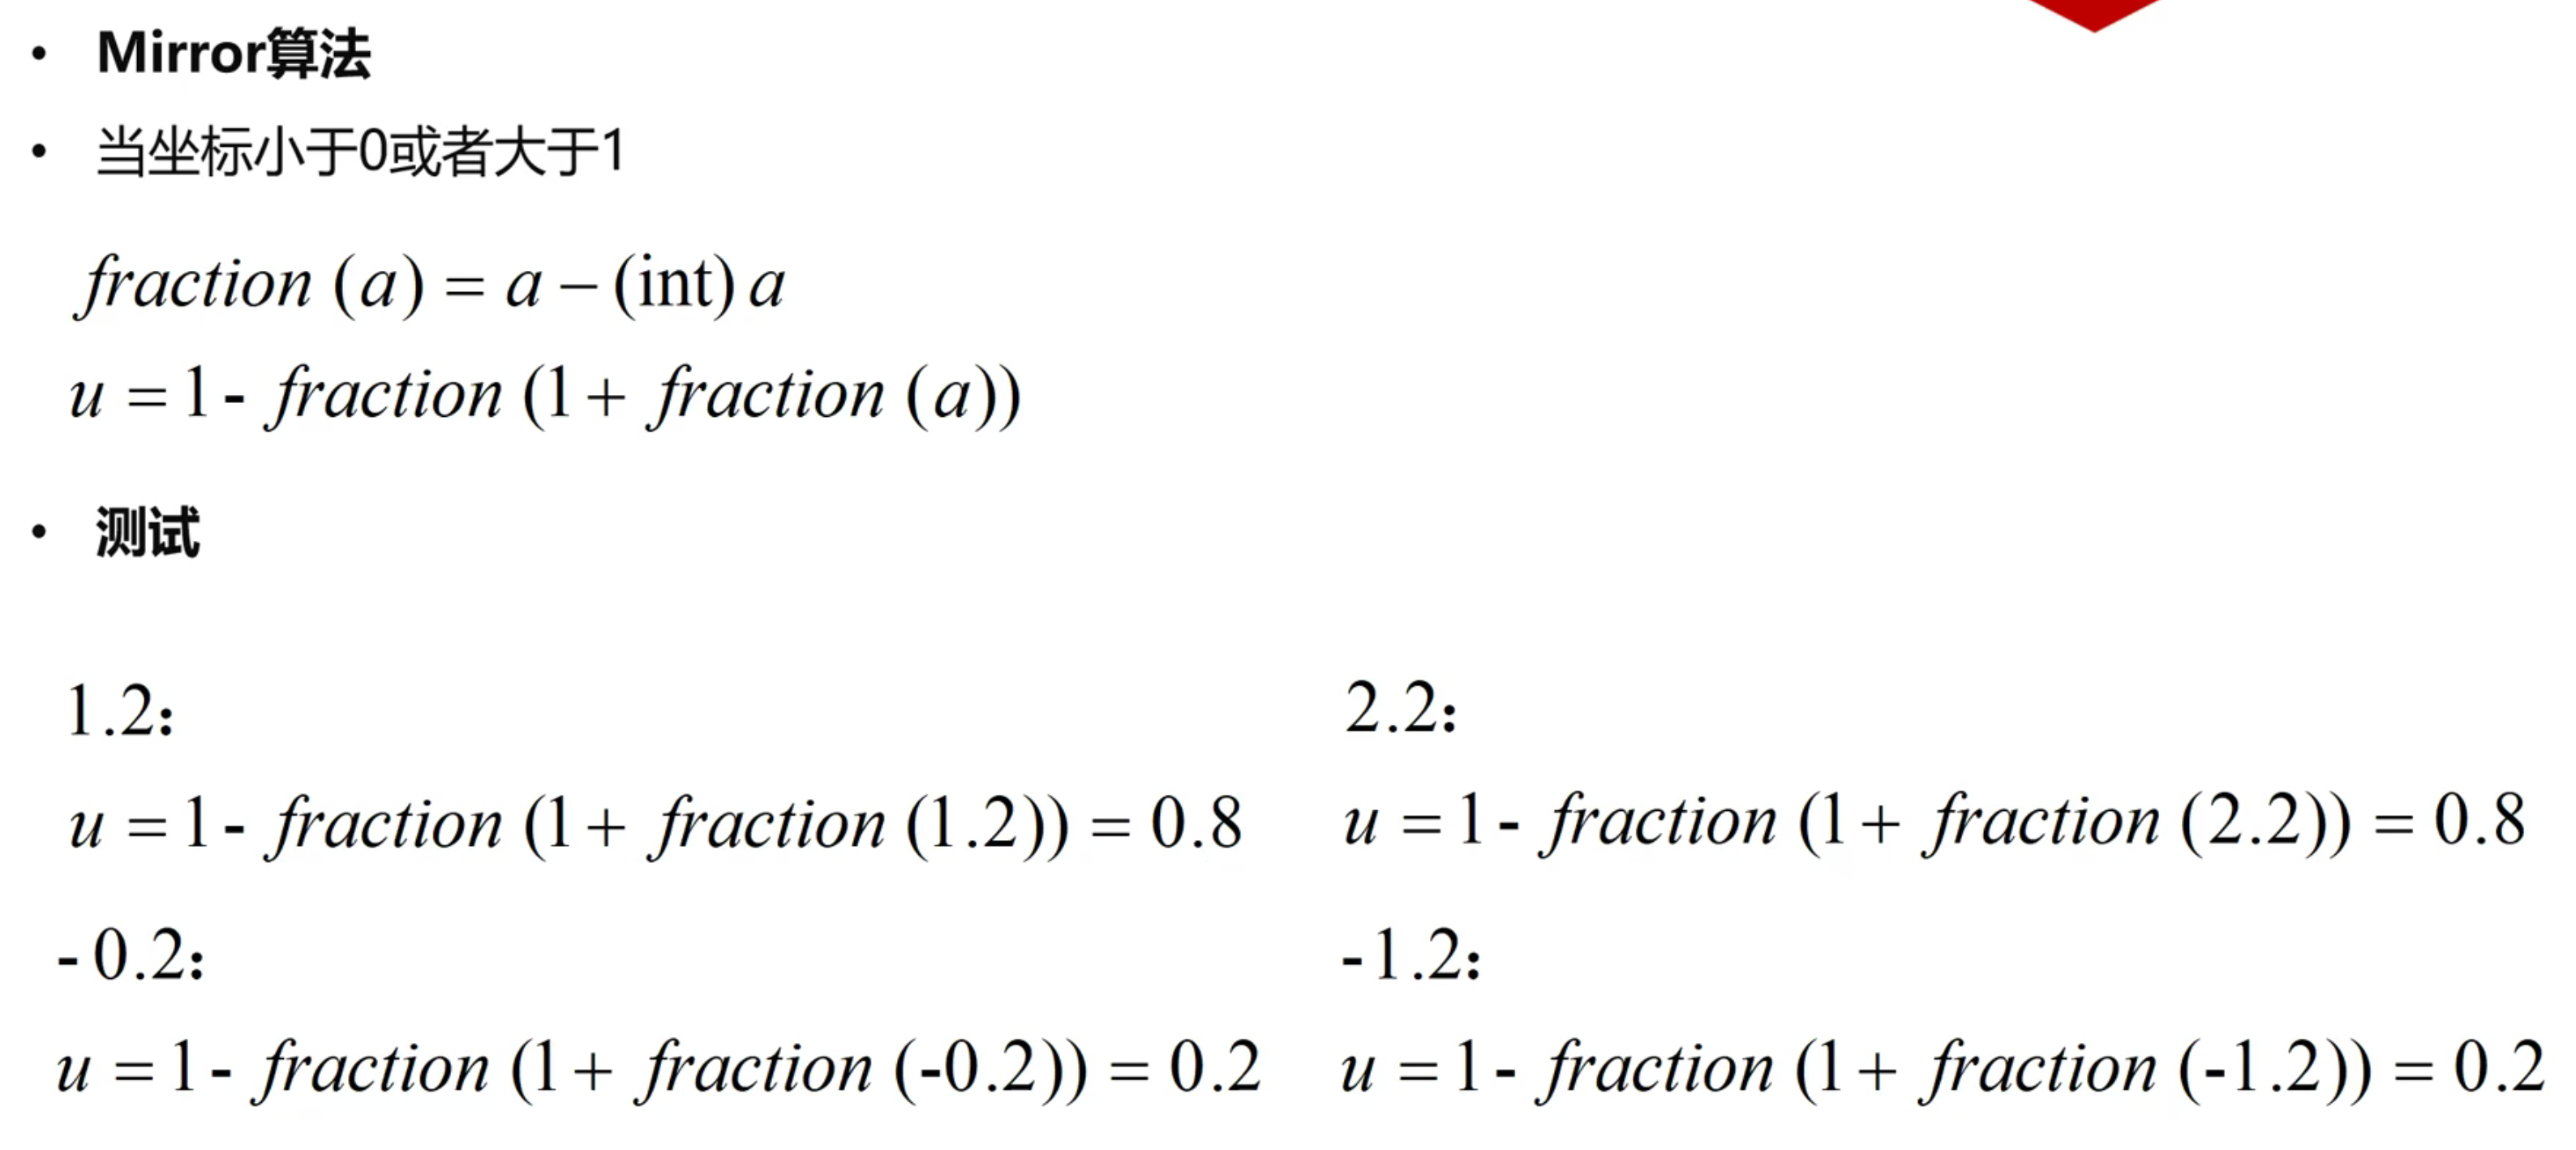 • Mirror算法
• 当坐标小于0或者大于1
fraction (a) = a − (int) a
u = 1 - fraction (1 + fraction (a))
• 测试
1.2：
u = 1 - fraction (1 + fraction (1.2)) = 0.8
2.2：
u = 1 - fraction (1 + fraction (2.2)) = 0.8
- 0.2：
u = 1 - fraction (1 + fraction (-0.2)) = 0.2
-1.2：
u = 1 - fraction (1 + fraction (-1.2)) = 0.2